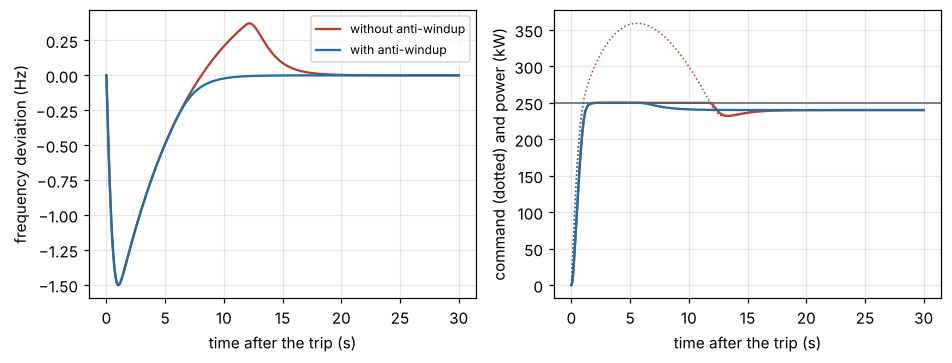 frequency deviation (Hz)
0.25
0.00
−0.25
−0.50
−0.75
−1.00
−1.25
−1.50
without anti-windup
with anti-windup
0 5 10 15 20 25 30
time after the trip (s)
command (dotted) and power (kW)
350
300
250
200
150
100
50
0
0 5 10 15 20 25 30
time after the trip (s)